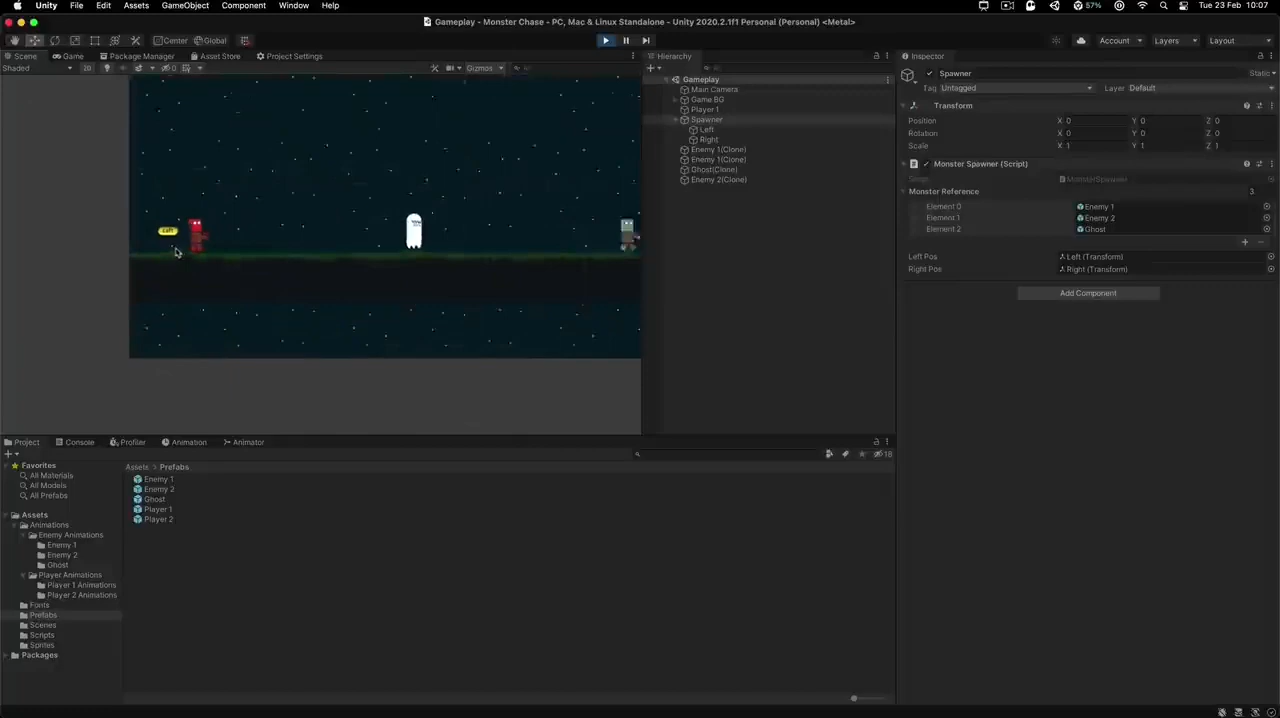 Unity File Edit Assets GameObject Component Window Help 57% Tue 23 Feb 10:07
Gameplay - Monster Chase - PC, Mac & Linux Standalone - Unity 2020.2.1f1 Personal (Personal) <Metal>
Center Global Account Layers Layout
Scene Game Package Manager Asset Store Project Settings
Shaded 2D 0 Gizmos
Left
Hierarchy
Gameplay
Main Camera
Game BG
Player 1
Spawner
Left
Right
Enemy 1(Clone)
Enemy 1(Clone)
Ghost(Clone)
Enemy 2(Clone)
Inspector
Spawner Static
Tag Untagged Layer Default
Transform
Position X 0 Y 0 Z 0
Rotation X 0 Y 0 Z 0
Scale X 1 Y 1 Z 1
Monster Spawner (Script)
Script MonsterSpawner
Monster Reference 3
Element 0 Enemy 1
Element 1 Enemy 2
Element 2 Ghost
Left Pos Left (Transform)
Right Pos Right (Transform)
Add Component
Project Console Profiler Animation Animator
18
Favorites
All Materials
All Models
All Prefabs
Assets
Animations
Enemy Animations
Enemy 1
Enemy 2
Ghost
Player Animations
Player 1 Animations
Player 2 Animations
Fonts
Prefabs
Scenes
Scripts
Sprites
Packages
Assets > Prefabs
Enemy 1
Enemy 2
Ghost
Player 1
Player 2